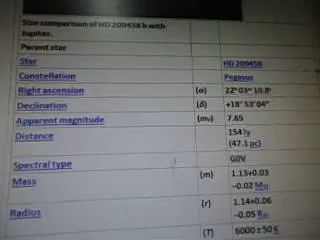 Size comparison of HD 209458 b with
Jupiter.
Parent star
Star HD 209458
Constellation Pegasus
Right ascension (α) 22h 03m 10.8s
Declination (δ) +18° 53′ 04″
Apparent magnitude (mV) 7.65
Distance 154 ly
(47.1 pc)
Spectral type G0V
Mass (m) 1.13+0.03
−0.02 M☉
Radius (r) 1.14+0.06
−0.05 R☉
(T) 6000 ± 50 K